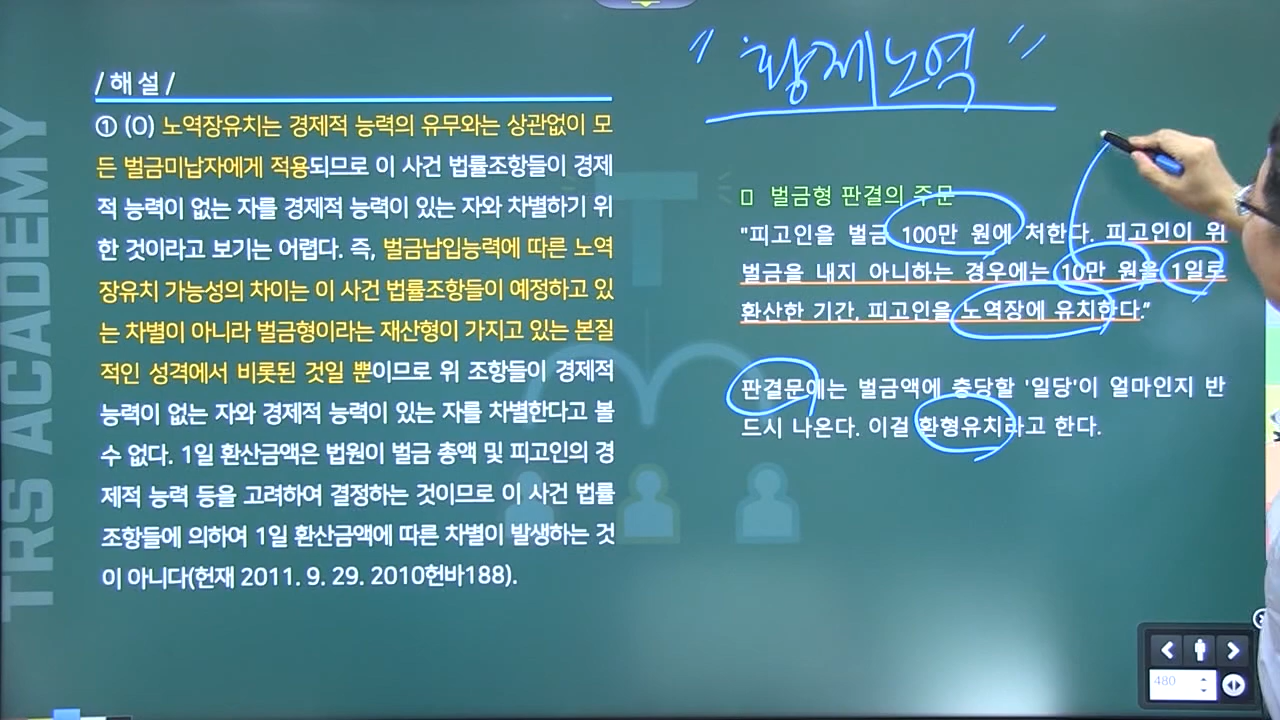 / 해 설 /
① (O) 노역장유치는 경제적 능력의 유무와는 상관없이 모
든 벌금미납자에게 적용되므로 이 사건 법률조항들이 경제
적 능력이 없는 자를 경제적 능력이 있는 자와 차별하기 위
한 것이라고 보기는 어렵다. 즉, 벌금납입능력에 따른 노역
장유치 가능성의 차이는 이 사건 법률조항들이 예정하고 있
는 차별이 아니라 벌금형이라는 재산형이 가지고 있는 본질
적인 성격에서 비롯된 것일 뿐이므로 위 조항들이 경제적
능력이 없는 자와 경제적 능력이 있는 자를 차별한다고 볼
수 없다. 1일 환산금액은 법원이 벌금 총액 및 피고인의 경
제적 능력 등을 고려하여 결정하는 것이므로 이 사건 법률
조항들에 의하여 1일 환산금액에 따른 차별이 발생하는 것
이 아니다(헌재 2011. 9. 29. 2010헌바188).
"황제노역"
벌금형 판결의 주문
"피고인을 벌금 100만 원에 처한다. 피고인이 위
벌금을 내지 아니하는 경우에는 10만 원을 1일로
환산한 기간, 피고인을 노역장에 유치한다."
판결문에는 벌금액에 충당할 '일당'이 얼마인지 반
드시 나온다. 이걸 환형유치라고 한다.
TRS ACADEMY
480